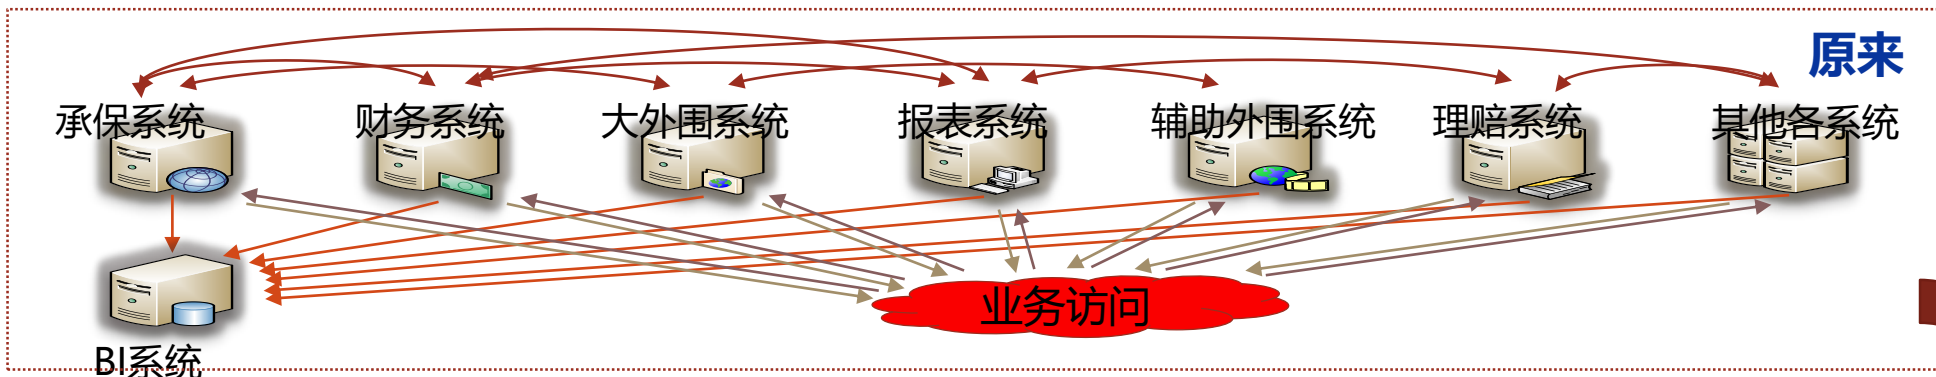 原来
承保系统
财务系统
大外围系统
报表系统
辅助外围系统
理赔系统
其他各系统
业务访问
BI系统